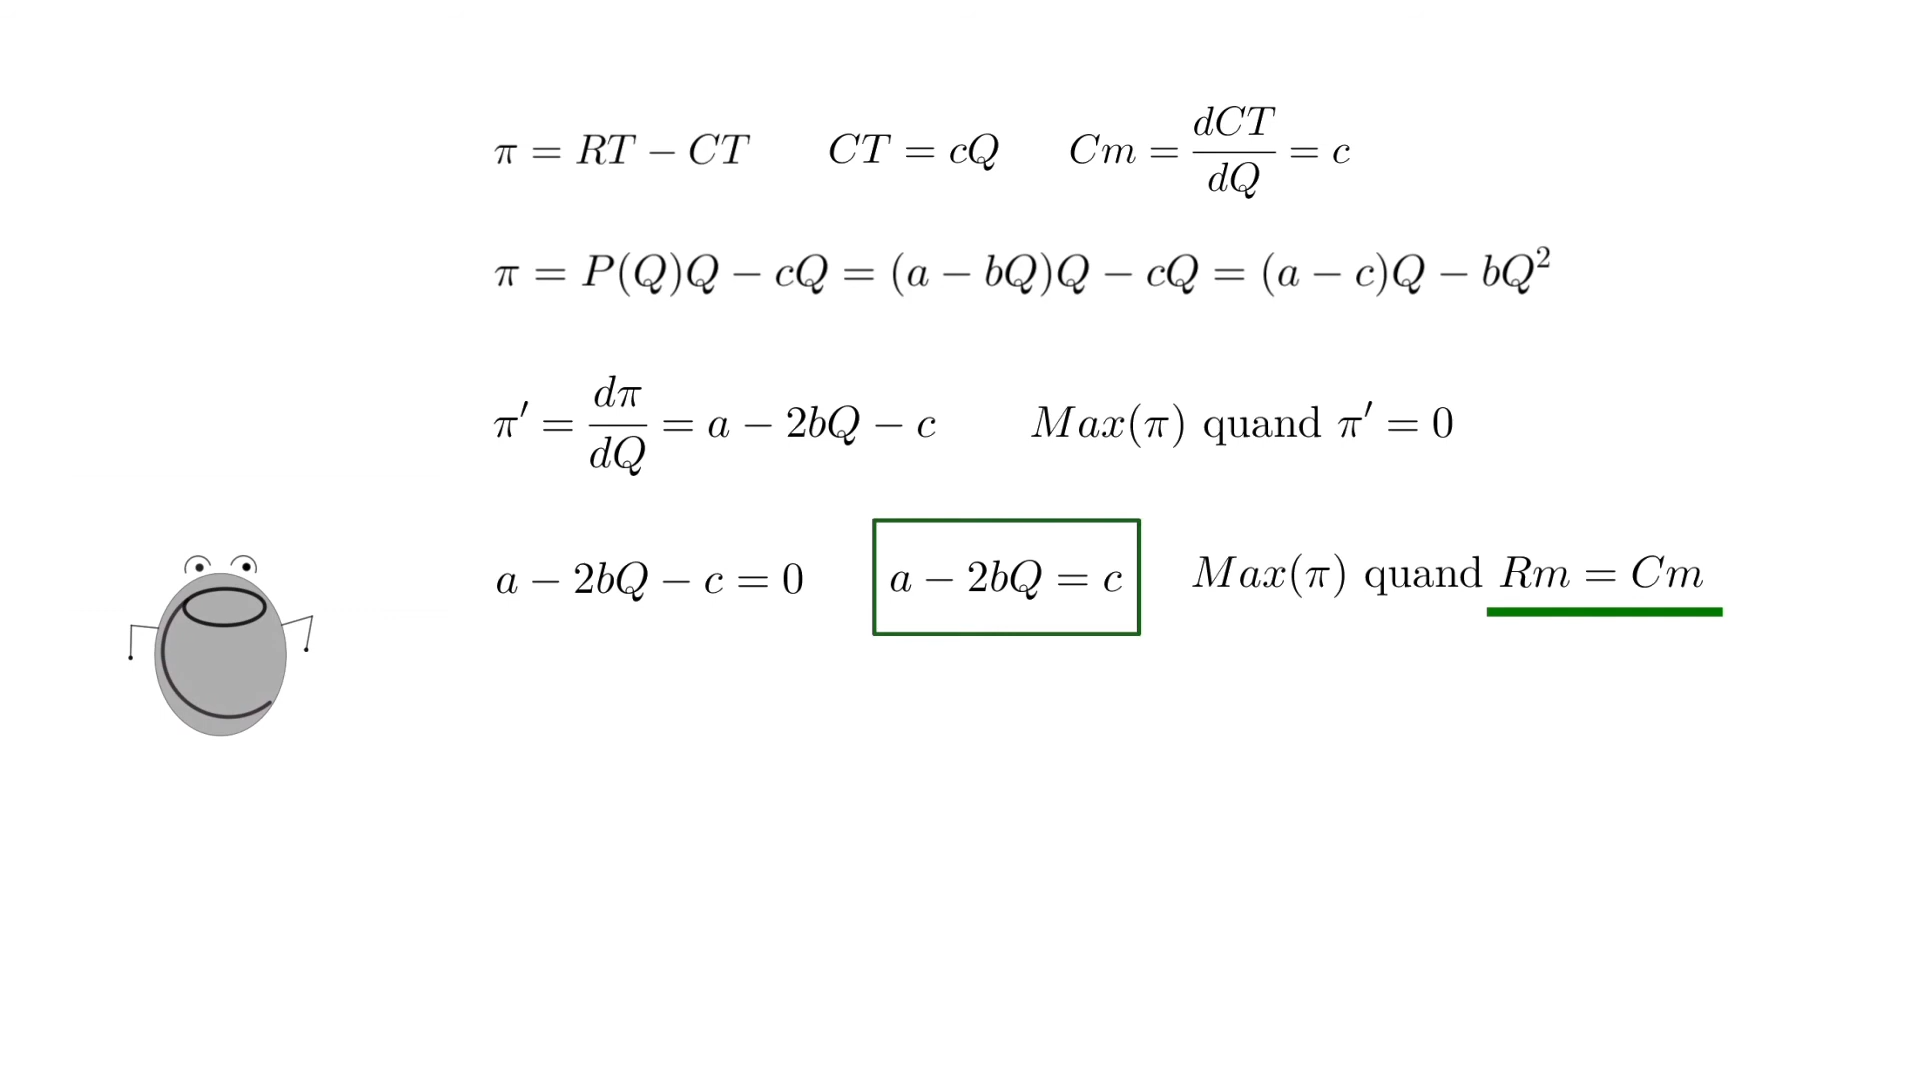 π = RT − CT CT = cQ Cm = dCT/dQ = c
π = P(Q)Q − cQ = (a − bQ)Q − cQ = (a − c)Q − bQ²
π′ = dπ/dQ = a − 2bQ − c Max(π) quand π′ = 0
a − 2bQ − c = 0 a − 2bQ = c Max(π) quand Rm = Cm